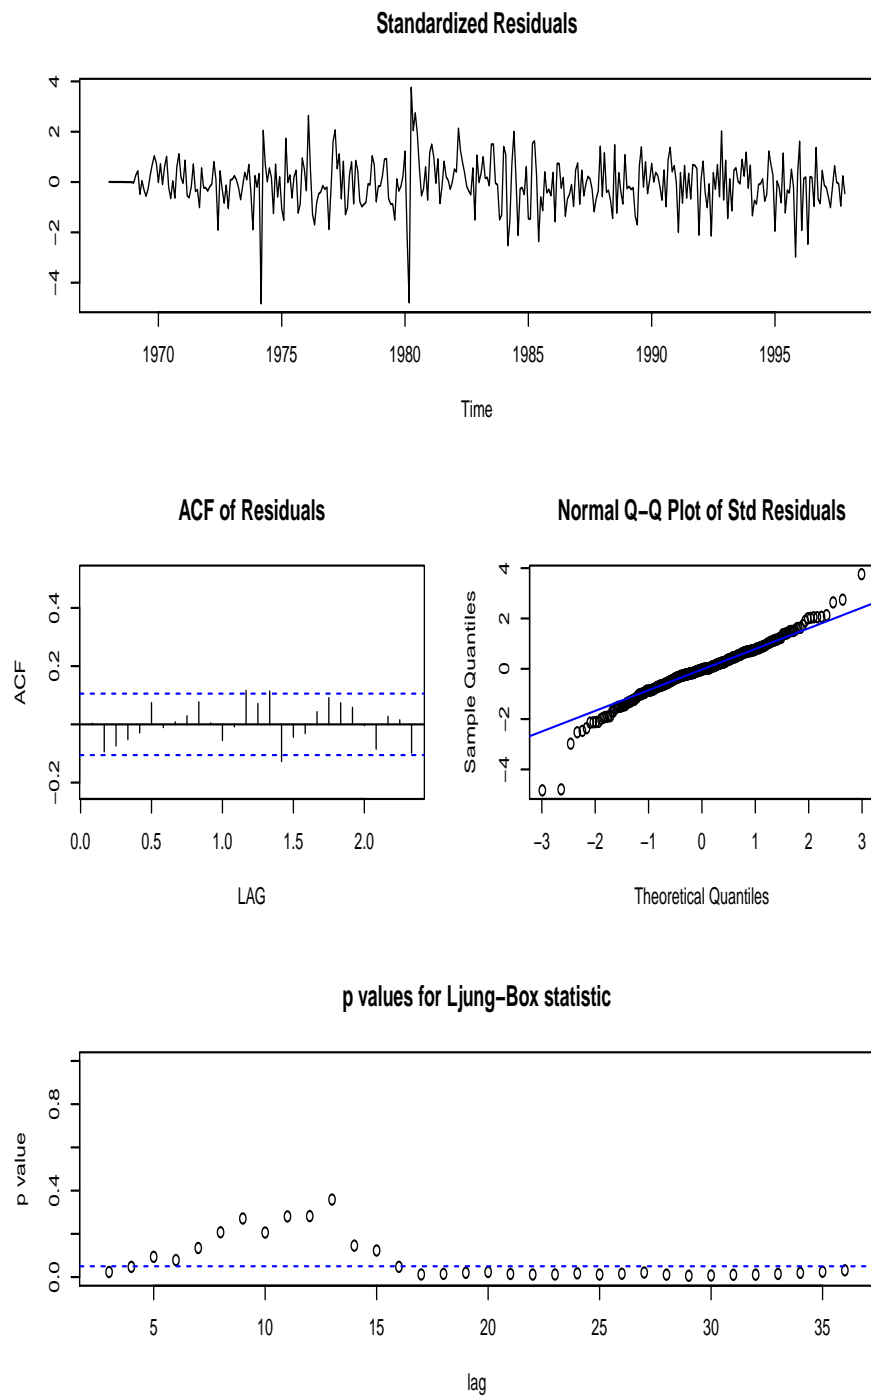 Standardized Residuals
4
2
0
−2
−4
1970 1975 1980 1985 1990 1995
Time
ACF of Residuals
ACF
0.4
0.2
−0.2
0.0 0.5 1.0 1.5 2.0
LAG
Normal Q−Q Plot of Std Residuals
Sample Quantiles
4
2
0
−2
−4
−3 −2 −1 0 1 2 3
Theoretical Quantiles
p values for Ljung−Box statistic
p value
0.8
0.4
0.0
5 10 15 20 25 30 35
lag